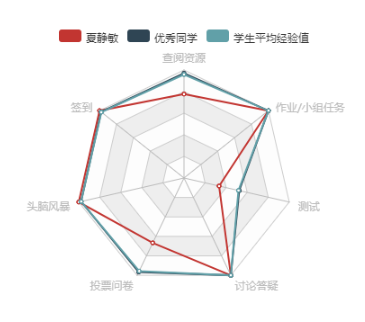 夏静敏 优秀同学 学生平均经验值
查阅资源
签到 作业/小组任务
头脑风暴 测试
投票问卷 讨论答疑